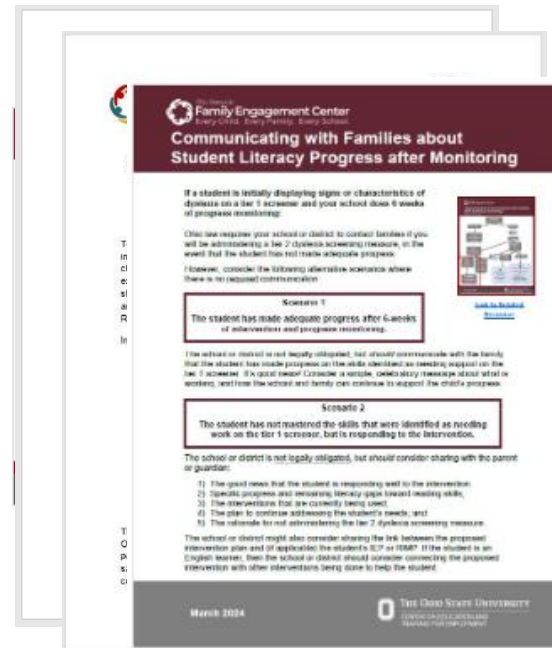 Family Engagement Center
Every Child. Every Family. Every School.
Communicating with Families about
Student Literacy Progress after Monitoring
If a student is initially displaying signs or characteristics of
dyslexia on a tier 1 screener and your school does 6 weeks
of progress monitoring:
Ohio law requires your school or district to contact families if you
will be administering a tier 2 dyslexia screening measure, in the
event that the student has not made adequate progress.
However, consider the following alternative scenarios where
there is no required communication
Scenario 1
The student has made adequate progress after 6-weeks
of intervention and progress monitoring.
The school or district is not legally obligated, but should communicate with the family
that the student has made progress on the skills identified as needing support on the
tier 1 screener. It's good news! Consider a simple, celebratory message about what is
working, and how the school and family can continue to support the child's progress.
Scenario 2
The student has not mastered the skills that were identified as needing
work on the tier 1 screener, but is responding to the intervention.
The school or district is not legally obligated, but should consider sharing with the parent
or guardian:
1) The good news that the student is responding well to the intervention
2) Specific progress and remaining literacy gaps toward reading skills;
3) The interventions that are currently being used;
4) The plan to continue addressing the student's needs; and
5) The rationale for not administering the tier 2 dyslexia screening measure.
The school or district might also consider sharing the link between the proposed
intervention plan and (if applicable) the student's IEP or RIMP. If the student is an
English learner, then the school or district should consider connecting the proposed
intervention with other interventions being done to help the student.
March 2024
THE OHIO STATE UNIVERSITY
CENTER ON EDUCATION AND
TRAINING FOR EMPLOYMENT